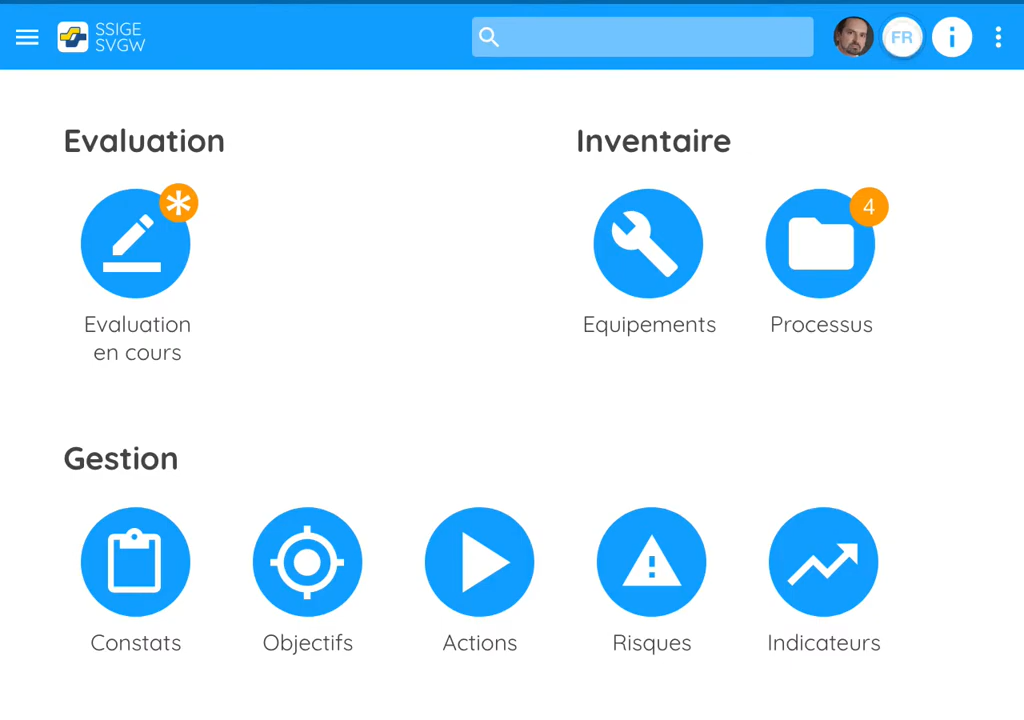 SSIGE
SVGW
FR
Evaluation
Inventaire
4
Evaluation
en cours
Equipements
Processus
Gestion
Constats
Objectifs
Actions
Risques
Indicateurs